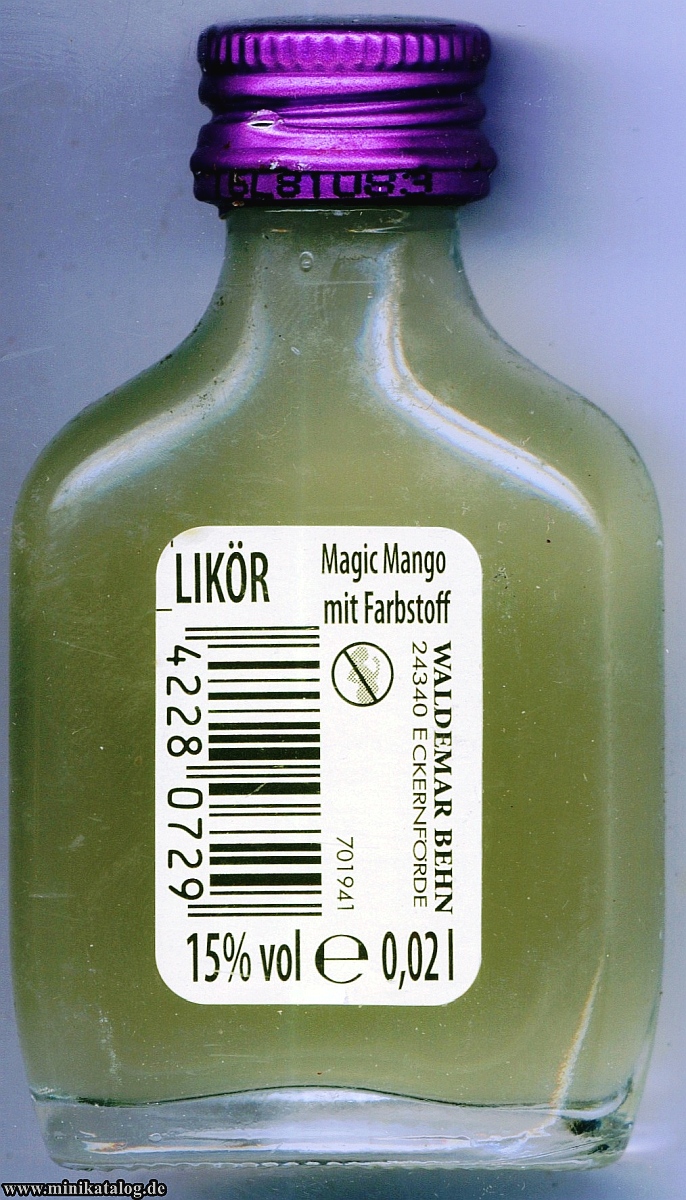 LIKÖR
Magic Mango
mit Farbstoff
4228 0729
WALDEMAR BEHN
24340 ECKERNFÖRDE
701941
15% vol e 0,02 l
www.minikatalog.de